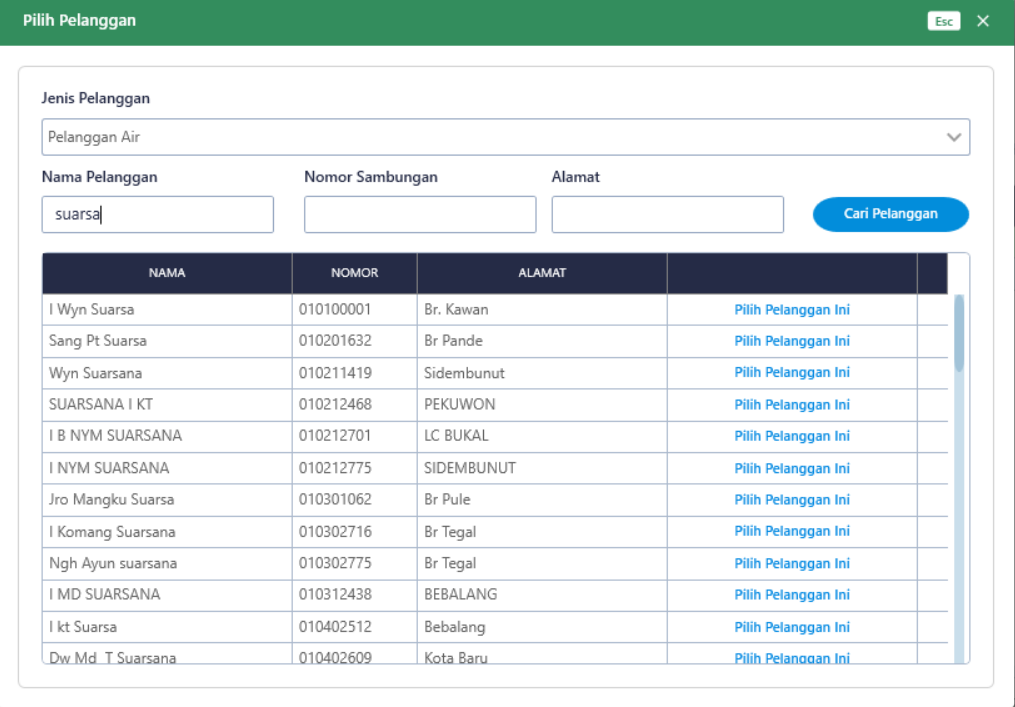 Pilih Pelanggan Esc
Jenis Pelanggan
Pelanggan Air
Nama Pelanggan Nomor Sambungan Alamat
suarsa Cari Pelanggan
NAMA NOMOR ALAMAT
I Wyn Suarsa 010100001 Br. Kawan Pilih Pelanggan Ini
Sang Pt Suarsa 010201632 Br Pande Pilih Pelanggan Ini
Wyn Suarsana 010211419 Sidembunut Pilih Pelanggan Ini
SUARSANA I KT 010212468 PEKUWON Pilih Pelanggan Ini
I B NYM SUARSANA 010212701 LC BUKAL Pilih Pelanggan Ini
I NYM SUARSANA 010212775 SIDEMBUNUT Pilih Pelanggan Ini
Jro Mangku Suarsa 010301062 Br Pule Pilih Pelanggan Ini
I Komang Suarsana 010302716 Br Tegal Pilih Pelanggan Ini
Ngh Ayun suarsana 010302775 Br Tegal Pilih Pelanggan Ini
I MD SUARSANA 010312438 BEBALANG Pilih Pelanggan Ini
I kt Suarsa 010402512 Bebalang Pilih Pelanggan Ini
Dw Md T Suarsana 010402609 Kota Baru Pilih Pelanggan Ini